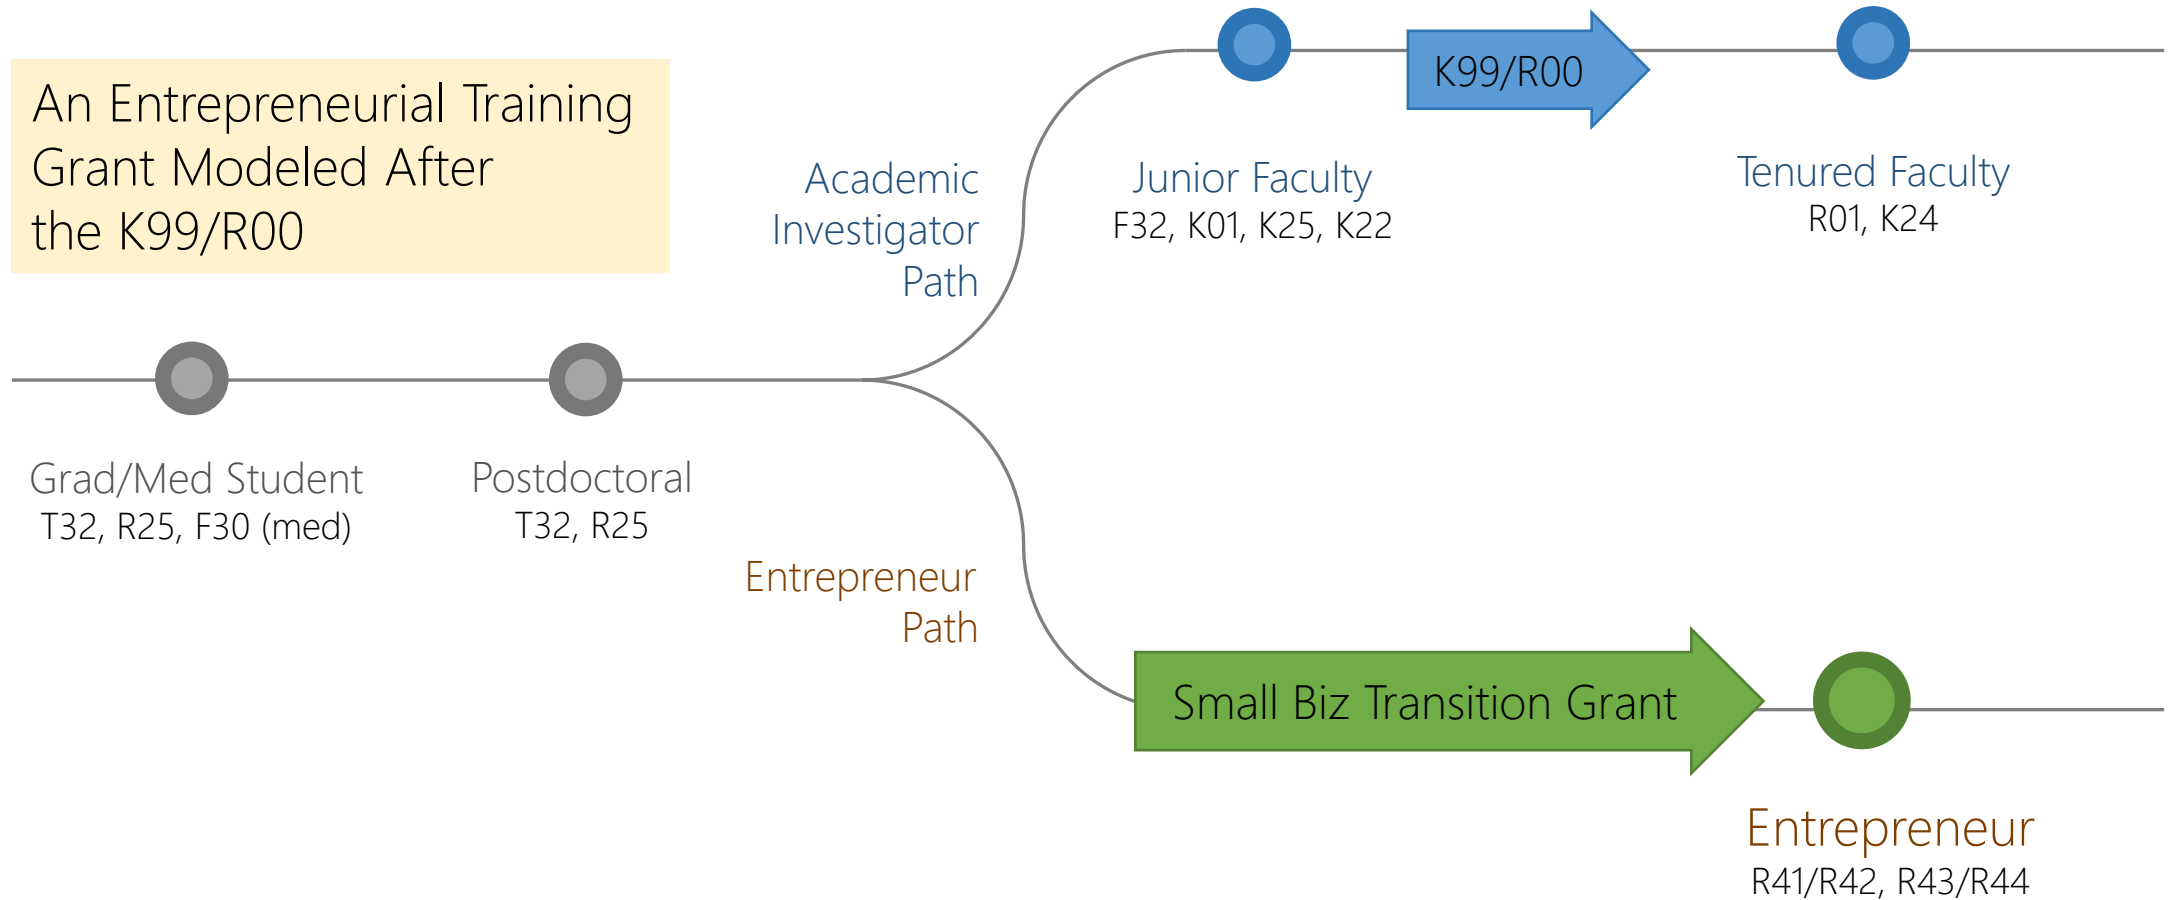 An Entrepreneurial Training
Grant Modeled After
the K99/R00
Academic
Investigator
Path
K99/R00
Junior Faculty
F32, K01, K25, K22
Tenured Faculty
R01, K24
Grad/Med Student
T32, R25, F30 (med)
Postdoctoral
T32, R25
Entrepreneur
Path
Small Biz Transition Grant
Entrepreneur
R41/R42, R43/R44